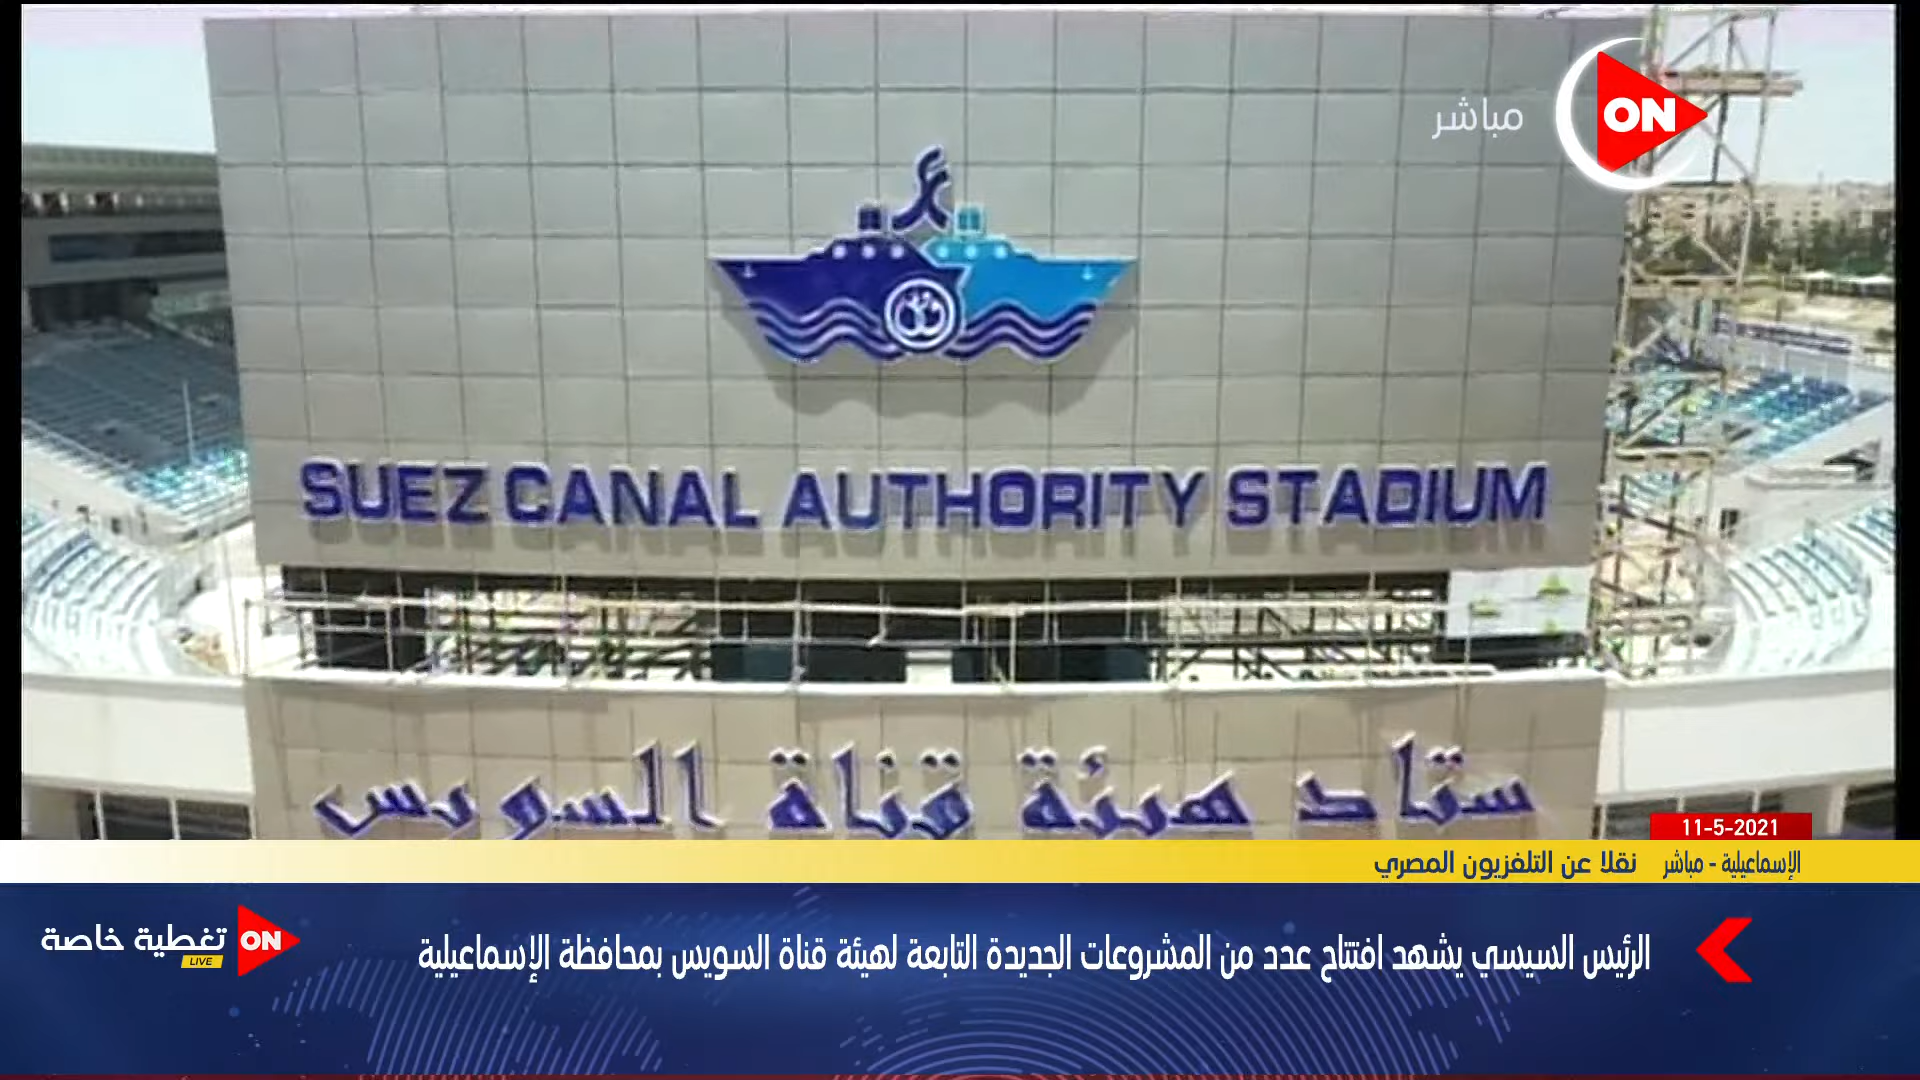 مباشر
ON
SUEZ CANAL AUTHORITY STADIUM
ستاد هيئة قناة السويس
11-5-2021
الإسماعيلية - مباشر نقلا عن التلفزيون المصري
الرئيس السيسي يشهد افتتاح عدد من المشروعات الجديدة التابعة لهيئة قناة السويس بمحافظة الإسماعيلية
ON تغطية خاصة
LIVE